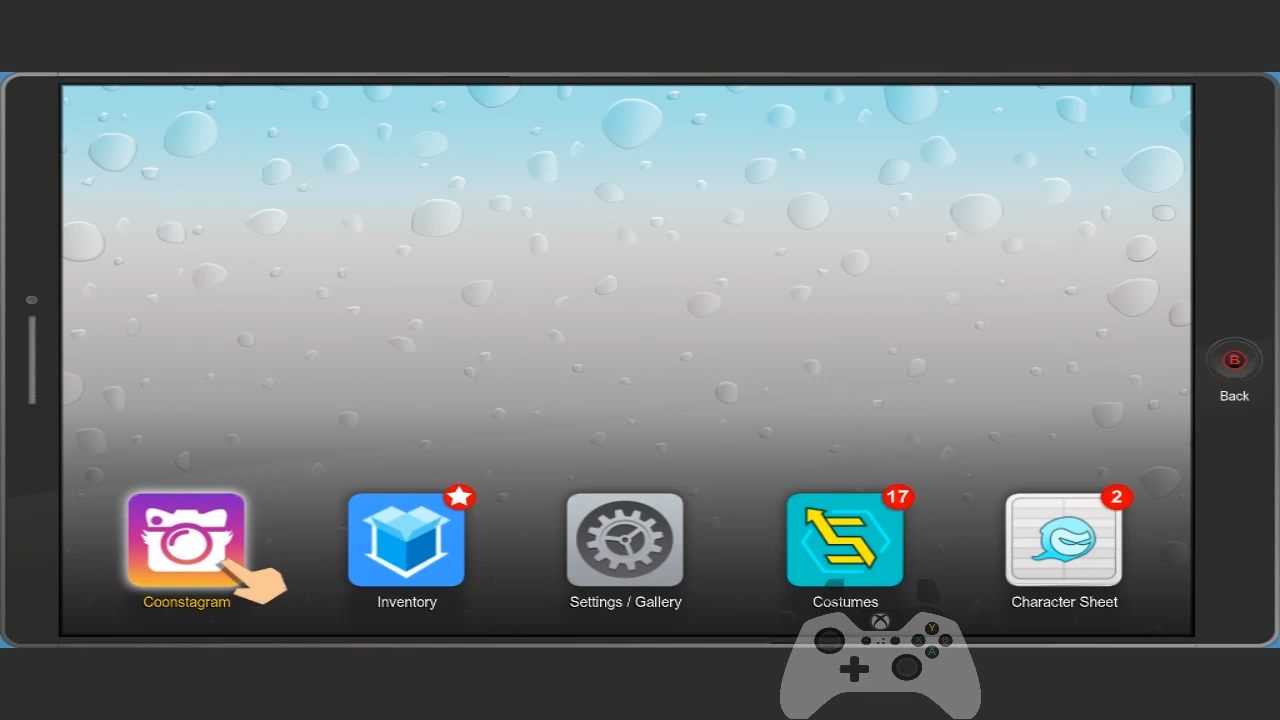 B
Back
17
2
Coonstagram
Inventory
Settings / Gallery
Costumes
Character Sheet
Y
X
B
A